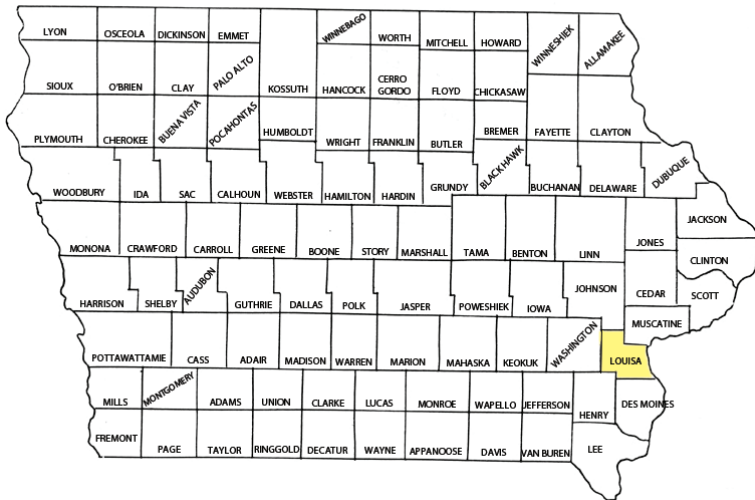 LYON OSCEOLA DICKINSON EMMET WINNEBAGO WORTH MITCHELL HOWARD WINNESHIEK ALLAMAKEE
SIOUX O'BRIEN CLAY PALO ALTO KOSSUTH HANCOCK CERRO
GORDO FLOYD CHICKASAW
PLYMOUTH CHEROKEE BUENA VISTA POCAHONTAS HUMBOLDT WRIGHT FRANKLIN BUTLER BREMER FAYETTE CLAYTON
WOODBURY IDA SAC CALHOUN WEBSTER HAMILTON HARDIN GRUNDY BLACK HAWK BUCHANAN DELAWARE DUBUQUE
MONONA CRAWFORD CARROLL GREENE BOONE STORY MARSHALL TAMA BENTON LINN JONES JACKSON
CLINTON
HARRISON SHELBY AUDUBON GUTHRIE DALLAS POLK JASPER POWESHIEK IOWA JOHNSON CEDAR SCOTT
MUSCATINE
POTTAWATTAMIE CASS ADAIR MADISON WARREN MARION MAHASKA KEOKUK WASHINGTON LOUISA
MILLS MONTGOMERY ADAMS UNION CLARKE LUCAS MONROE WAPELLO JEFFERSON HENRY DES MOINES
FREMONT PAGE TAYLOR RINGGOLD DECATUR WAYNE APPANOOSE DAVIS VAN BUREN LEE